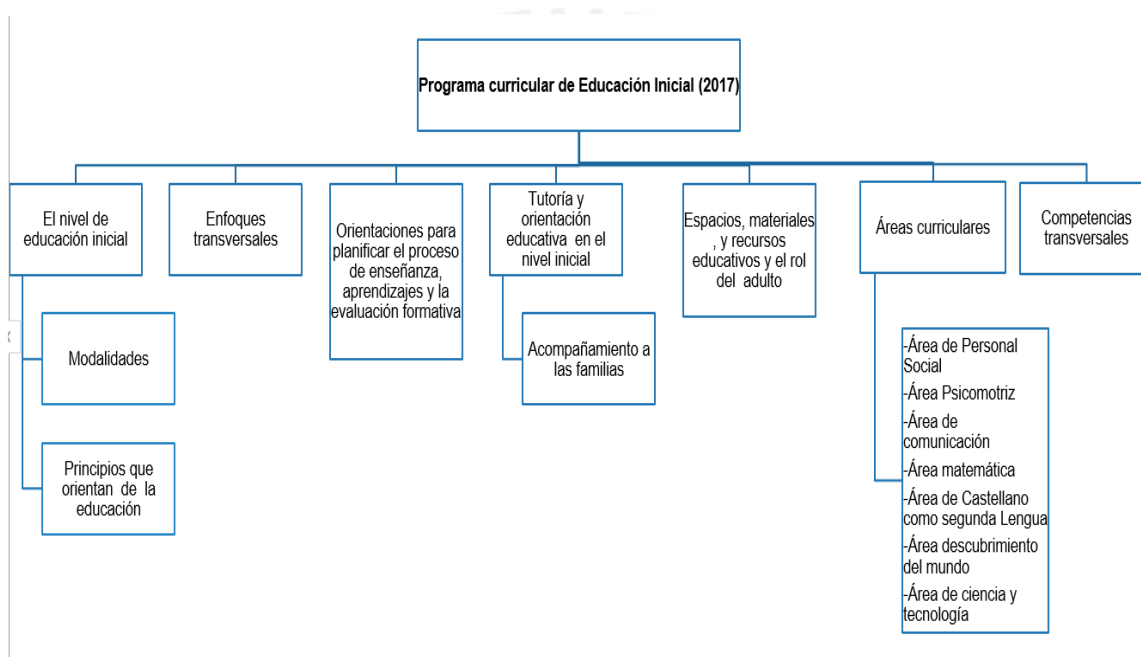 Programa curricular de Educación Inicial (2017)
El nivel de
educación inicial
Enfoques
transversales
Orientaciones para
planificar el proceso
de enseñanza,
aprendizajes y la
evaluación formativa
Tutoría y
orientación
educativa en el
nivel inicial
Espacios, materiales
, y recursos
educativos y el rol
del adulto
Áreas curriculares
Competencias
transversales
Modalidades
Principios que
orientan de la
educación
Acompañamiento a
las familias
-Área de Personal
Social
-Área Psicomotriz
-Área de
comunicación
-Área matemática
-Área de Castellano
como segunda Lengua
-Área descubrimiento
del mundo
-Área de ciencia y
tecnología